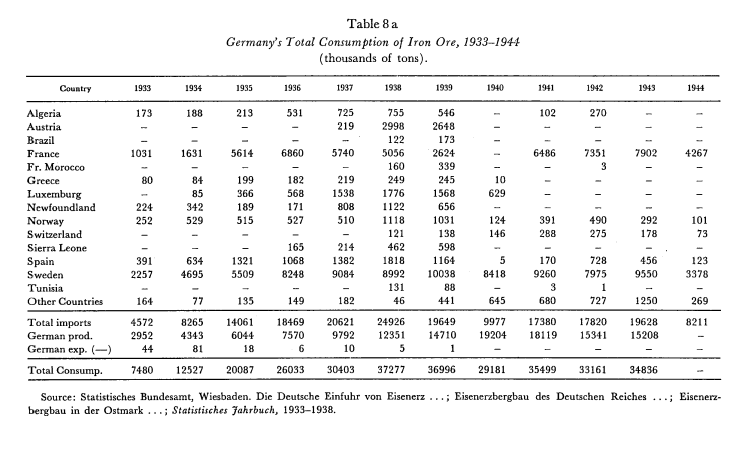 Table 8a
Germany's Total Consumption of Iron Ore, 1933–1944
(thousands of tons).
Country 1933 1934 1935 1936 1937 1938 1939 1940 1941 1942 1943 1944
Algeria 173 188 213 531 725 755 546 – 102 270 – –
Austria – – – – 219 2998 2648 – – – – –
Brazil – – – – – 122 173 – – – – –
France 1031 1631 5614 6860 5740 5056 2624 – 6486 7351 7902 4267
Fr. Morocco – – – – – 160 339 – – 3 – –
Greece 80 84 199 182 219 249 245 10 – – – –
Luxemburg – 85 366 568 1538 1776 1568 629 – – – –
Newfoundland 224 342 189 171 808 1122 656 – – – – –
Norway 252 529 515 527 510 1118 1031 124 391 490 292 101
Switzerland – – – – – 121 138 146 288 275 178 73
Sierra Leone – – – 165 214 462 598 – – – – –
Spain 391 634 1321 1068 1382 1818 1164 5 170 728 456 123
Sweden 2257 4695 5509 8248 9084 8992 10038 8418 9260 7975 9550 3378
Tunisia – – – – – 131 88 – 3 1 – –
Other Countries 164 77 135 149 182 46 441 645 680 727 1250 269
Total imports 4572 8265 14061 18469 20621 24926 19649 9977 17380 17820 19628 8211
German prod. 2952 4343 6044 7570 9792 12351 14710 19204 18119 15341 15208 –
German exp. (—) 44 81 18 6 10 5 1 – – – – –
Total Consump. 7480 12527 20087 26033 30403 37277 36996 29181 35499 33161 34836 –
Source: Statistisches Bundesamt, Wiesbaden. Die Deutsche Einfuhr von Eisenerz ...; Eisenerzbergbau des Deutschen Reiches ...; Eisenerz-
bergbau in der Ostmark ...; Statistisches Jahrbuch, 1933–1938.